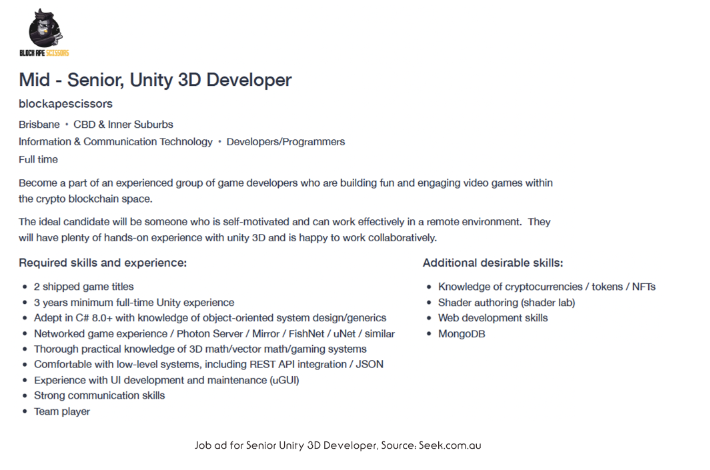 BLOCK APE SCISSORS
Mid - Senior, Unity 3D Developer
blockapescissors
Brisbane • CBD & Inner Suburbs
Information & Communication Technology • Developers/Programmers
Full time
Become a part of an experienced group of game developers who are building fun and engaging video games within
the crypto blockchain space.
The ideal candidate will be someone who is self-motivated and can work effectively in a remote environment. They
will have plenty of hands-on experience with unity 3D and is happy to work collaboratively.
Required skills and experience:
• 2 shipped game titles
• 3 years minimum full-time Unity experience
• Adept in C# 8.0+ with knowledge of object-oriented system design/generics
• Networked game experience / Photon Server / Mirror / FishNet / uNet / similar
• Thorough practical knowledge of 3D math/vector math/gaming systems
• Comfortable with low-level systems, including REST API integration / JSON
• Experience with UI development and maintenance (uGUI)
• Strong communication skills
• Team player
Additional desirable skills:
• Knowledge of cryptocurrencies / tokens / NFTs
• Shader authoring (shader lab)
• Web development skills
• MongoDB
Job ad for Senior Unity 3D Developer, Source: Seek.com.au